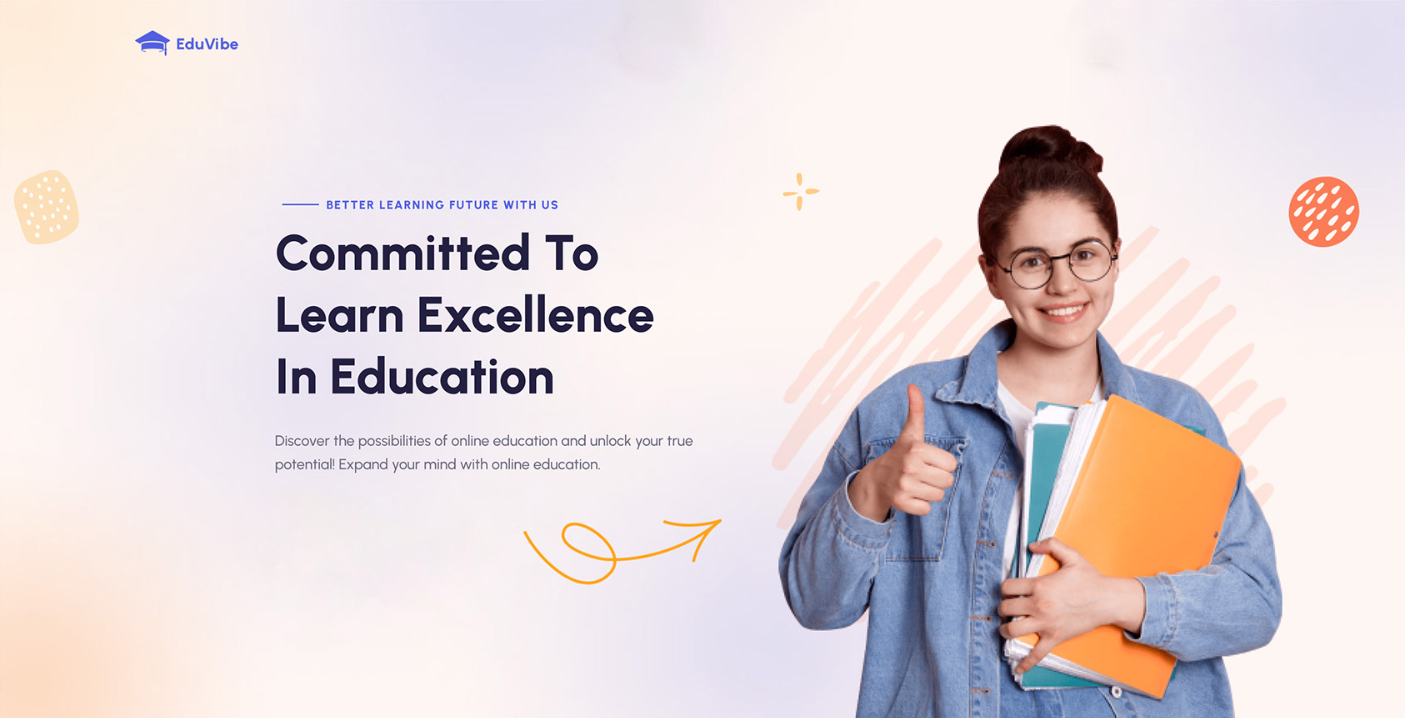 EduVibe
BETTER LEARNING FUTURE WITH US
Committed To
Learn Excellence
In Education
Discover the possibilities of online education and unlock your true
potential! Expand your mind with online education.